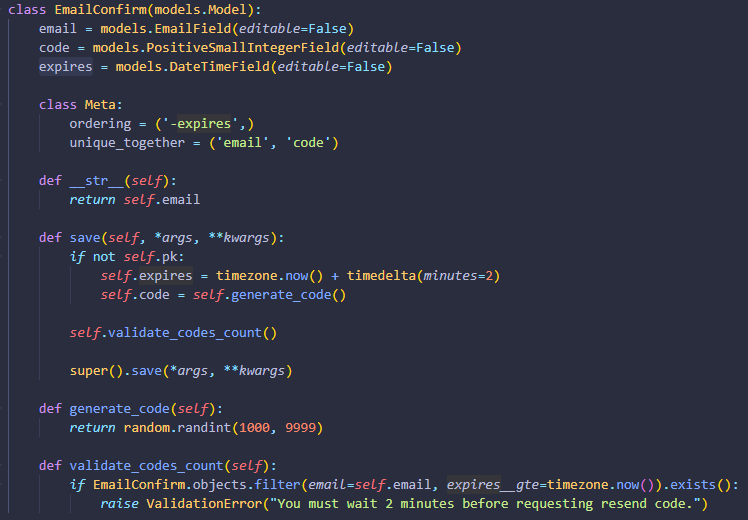 class EmailConfirm(models.Model):
    email = models.EmailField(editable=False)
    code = models.PositiveSmallIntegerField(editable=False)
    expires = models.DateTimeField(editable=False)

    class Meta:
        ordering = ('-expires',)
        unique_together = ('email', 'code')

    def __str__(self):
        return self.email

    def save(self, *args, **kwargs):
        if not self.pk:
            self.expires = timezone.now() + timedelta(minutes=2)
            self.code = self.generate_code()

        self.validate_codes_count()

        super().save(*args, **kwargs)

    def generate_code(self):
        return random.randint(1000, 9999)

    def validate_codes_count(self):
        if EmailConfirm.objects.filter(email=self.email, expires__gte=timezone.now()).exists():
            raise ValidationError("You must wait 2 minutes before requesting resend code.")